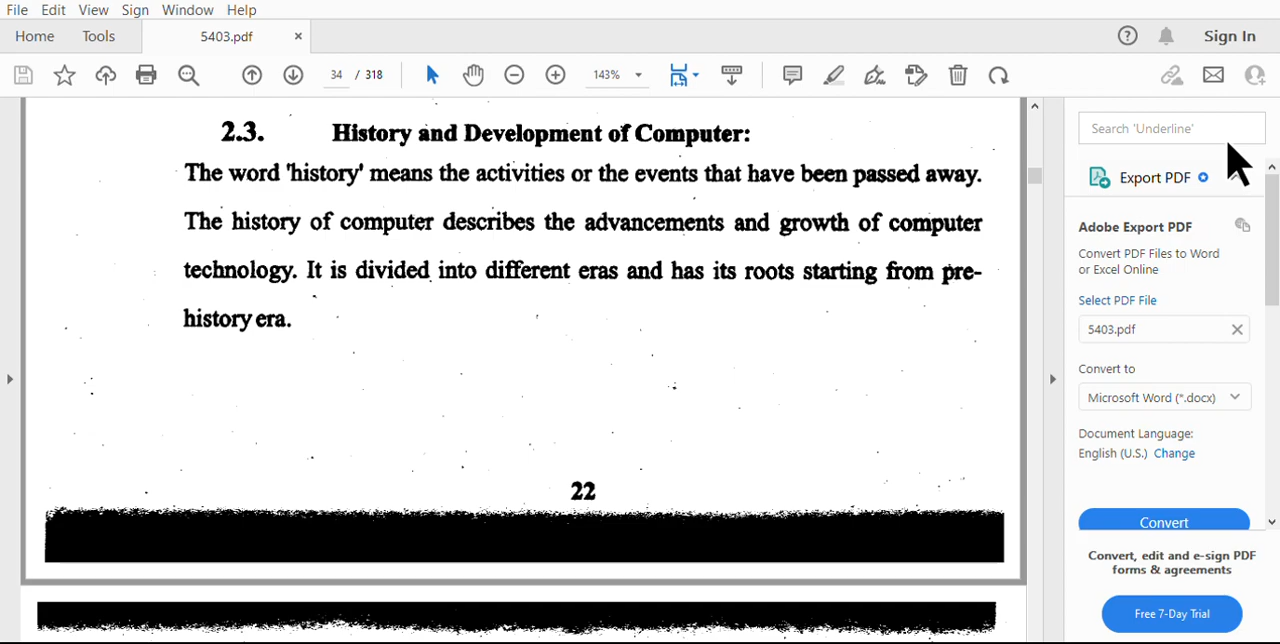 File Edit View Sign Window Help
Home Tools 5403.pdf × Sign In
34 / 318 143%
2.3. History and Development of Computer:
The word 'history' means the activities or the events that have been passed away.
The history of computer describes the advancements and growth of computer
technology. It is divided into different eras and has its roots starting from pre-
history era.
22
Search 'Underline'
Export PDF
Adobe Export PDF
Convert PDF Files to Word
or Excel Online
Select PDF File
5403.pdf
Convert to
Microsoft Word (*.docx)
Document Language:
English (U.S.) Change
Convert
Convert, edit and e-sign PDF
forms & agreements
Free 7-Day Trial